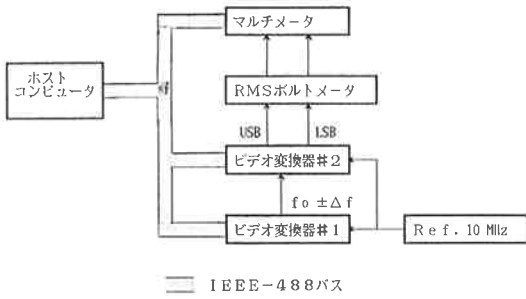 マルチメータ
ホスト
コンピュータ
RMSボルトメータ
USB
LSB
ビデオ変換器#2
fo±Δf
ビデオ変換器#1
Ref.10MHz
IEEE-488バス